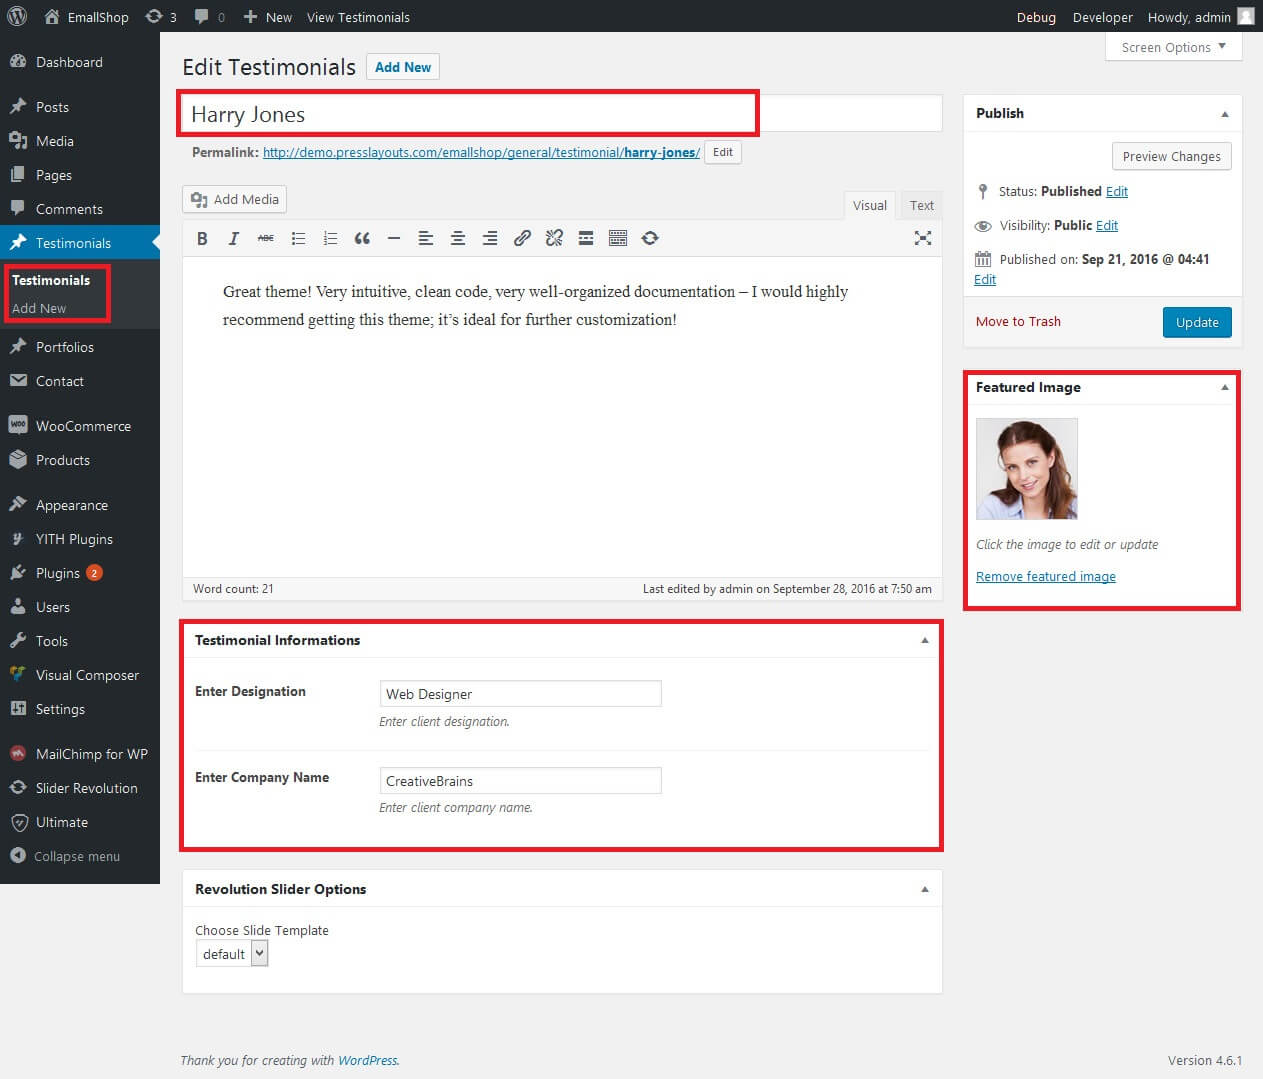 EmallShop 3 0 New View Testimonials Debug Developer Howdy, admin
Screen Options
Dashboard
Posts
Media
Pages
Comments
Testimonials
Testimonials
Add New
Portfolios
Contact
WooCommerce
Products
Appearance
YITH Plugins
Plugins 2
Users
Tools
Visual Composer
Settings
MailChimp for WP
Slider Revolution
Ultimate
Collapse menu
Edit Testimonials Add New
Harry Jones
Permalink: http://demo.presslayouts.com/emallshop/general/testimonial/harry-jones/ Edit
Add Media
Visual Text
B I ABC
Great theme! Very intuitive, clean code, very well-organized documentation – I would highly
recommend getting this theme; it’s ideal for further customization!
Word count: 21 Last edited by admin on September 28, 2016 at 7:50 am
Testimonial Informations
Enter Designation
Web Designer
Enter client designation.
Enter Company Name
CreativeBrains
Enter client company name.
Revolution Slider Options
Choose Slide Template
default
Publish
Preview Changes
Status: Published Edit
Visibility: Public Edit
Published on: Sep 21, 2016 @ 04:41
Edit
Move to Trash Update
Featured Image
Click the image to edit or update
Remove featured image
Thank you for creating with WordPress. Version 4.6.1